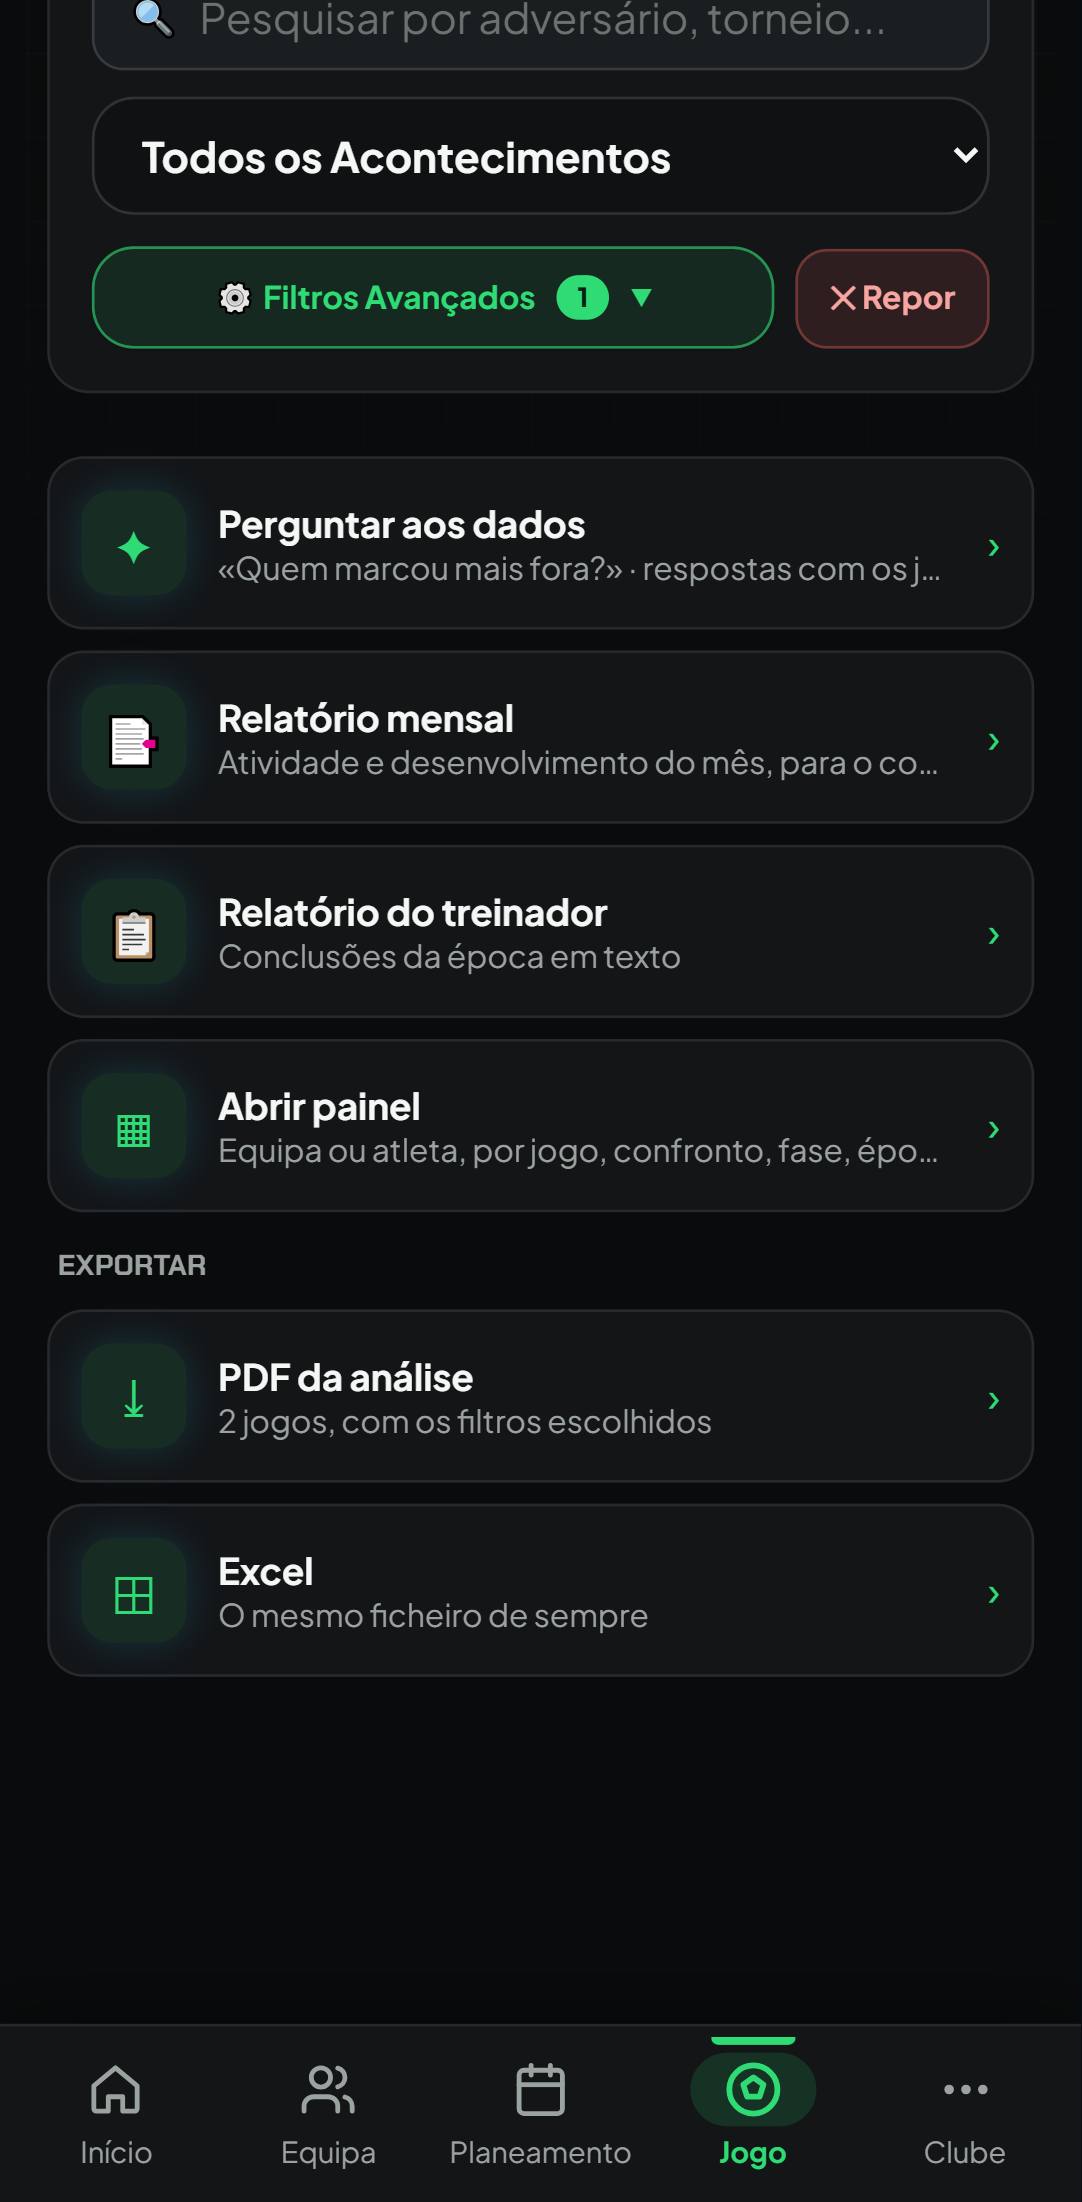 Pesquisar por adversário, torneio...
Todos os Acontecimentos
Filtros Avançados 1 ▼
✕ Repor
Perguntar aos dados
«Quem marcou mais fora?» · respostas com os j...
Relatório mensal
Atividade e desenvolvimento do mês, para o co...
Relatório do treinador
Conclusões da época em texto
Abrir painel
Equipa ou atleta, por jogo, confronto, fase, épo...
EXPORTAR
PDF da análise
2 jogos, com os filtros escolhidos
Excel
O mesmo ficheiro de sempre
Início
Equipa
Planeamento
Jogo
Clube